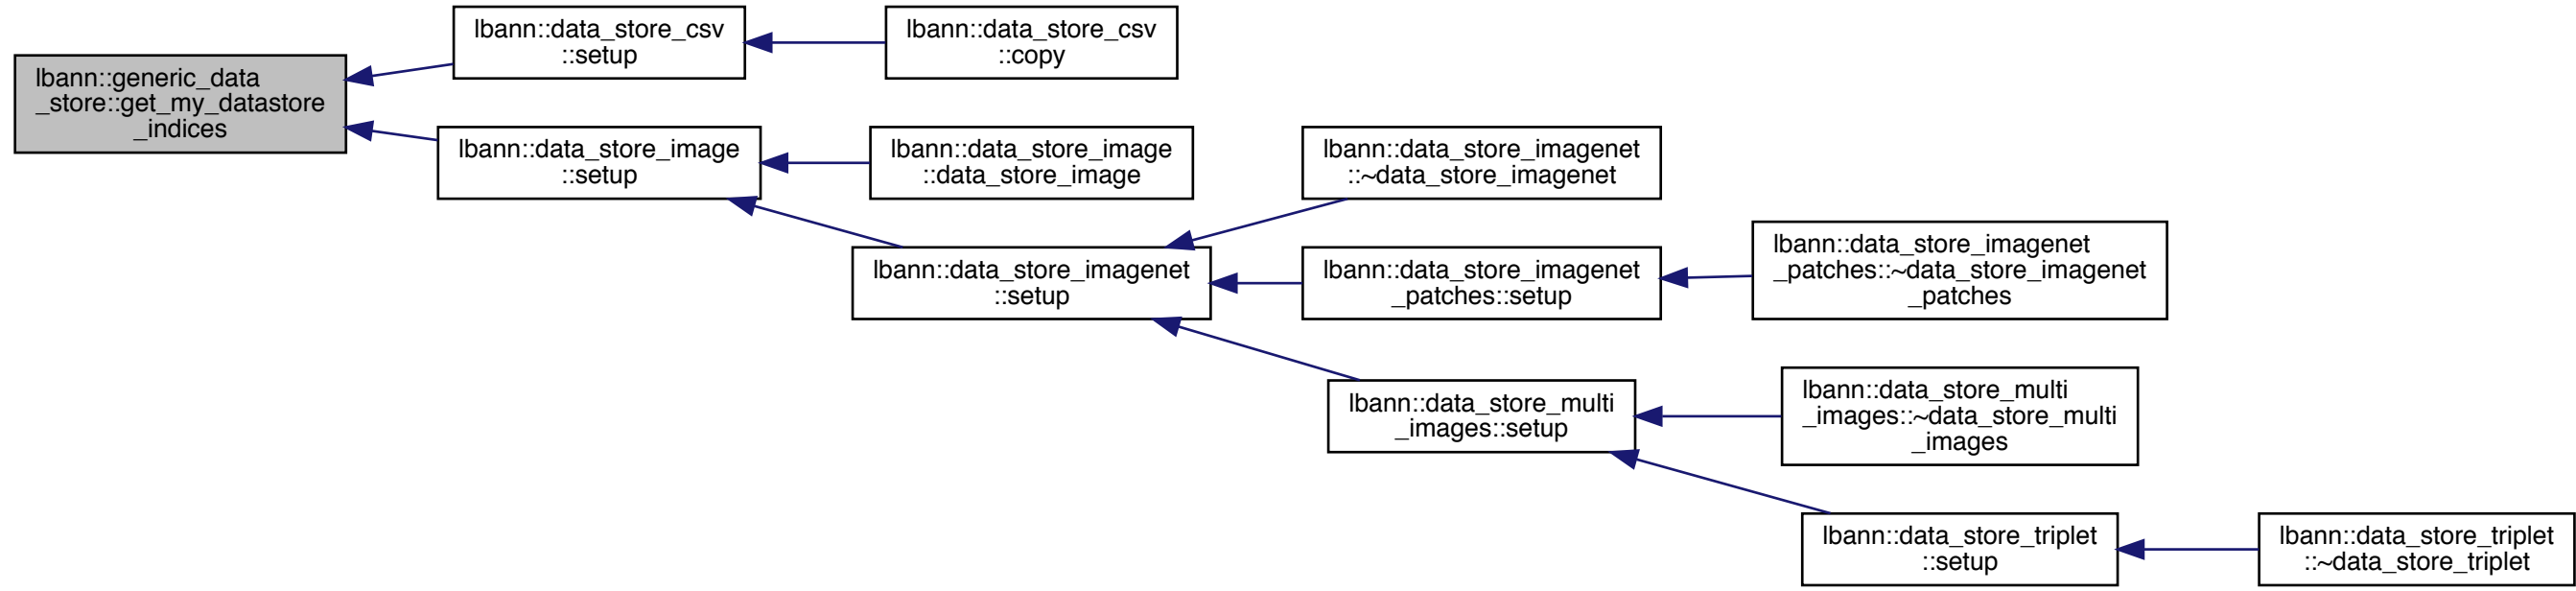 lbann::generic_data
_store::get_my_datastore
_indices
lbann::data_store_csv
::setup
lbann::data_store_csv
::copy
lbann::data_store_image
::setup
lbann::data_store_image
::data_store_image
lbann::data_store_imagenet
::setup
lbann::data_store_imagenet
::~data_store_imagenet
lbann::data_store_imagenet
_patches::setup
lbann::data_store_imagenet
_patches::~data_store_imagenet
_patches
lbann::data_store_multi
_images::setup
lbann::data_store_multi
_images::~data_store_multi
_images
lbann::data_store_triplet
::setup
lbann::data_store_triplet
::~data_store_triplet